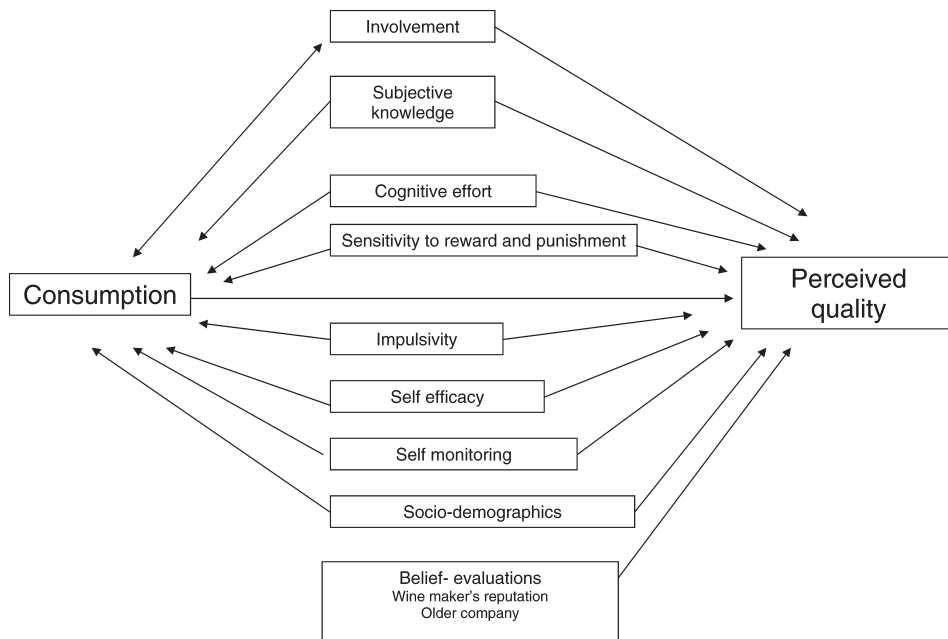 Involvement
Subjective
knowledge
Cognitive effort
Sensitivity to reward and punishment
Consumption
Perceived
quality
Impulsivity
Self efficacy
Self monitoring
Socio-demographics
Belief- evaluations
Wine maker's reputation
Older company